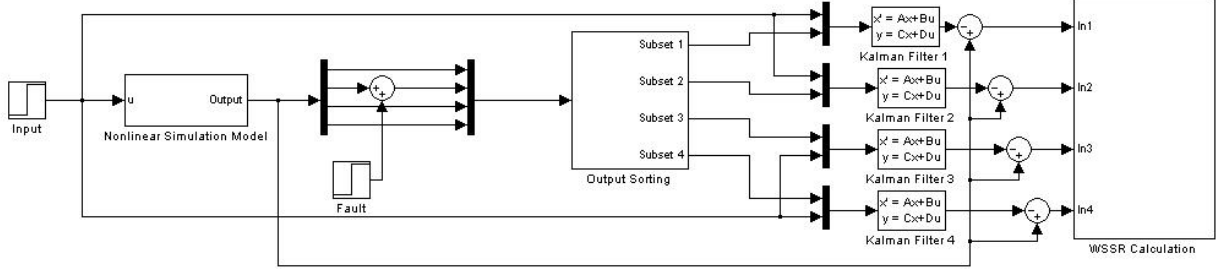 Input
u
Output
Nonlinear Simulation Model
+
+
Fault
Subset 1
Subset 2
Subset 3
Subset 4
Output Sorting
x' = Ax+Bu
y = Cx+Du
Kalman Filter 1
x' = Ax+Bu
y = Cx+Du
Kalman Filter 2
x' = Ax+Bu
y = Cx+Du
Kalman Filter 3
x' = Ax+Bu
y = Cx+Du
Kalman Filter 4
-
+
-
+
-
+
-
+
In1
In2
In3
In4
WSSR Calculation